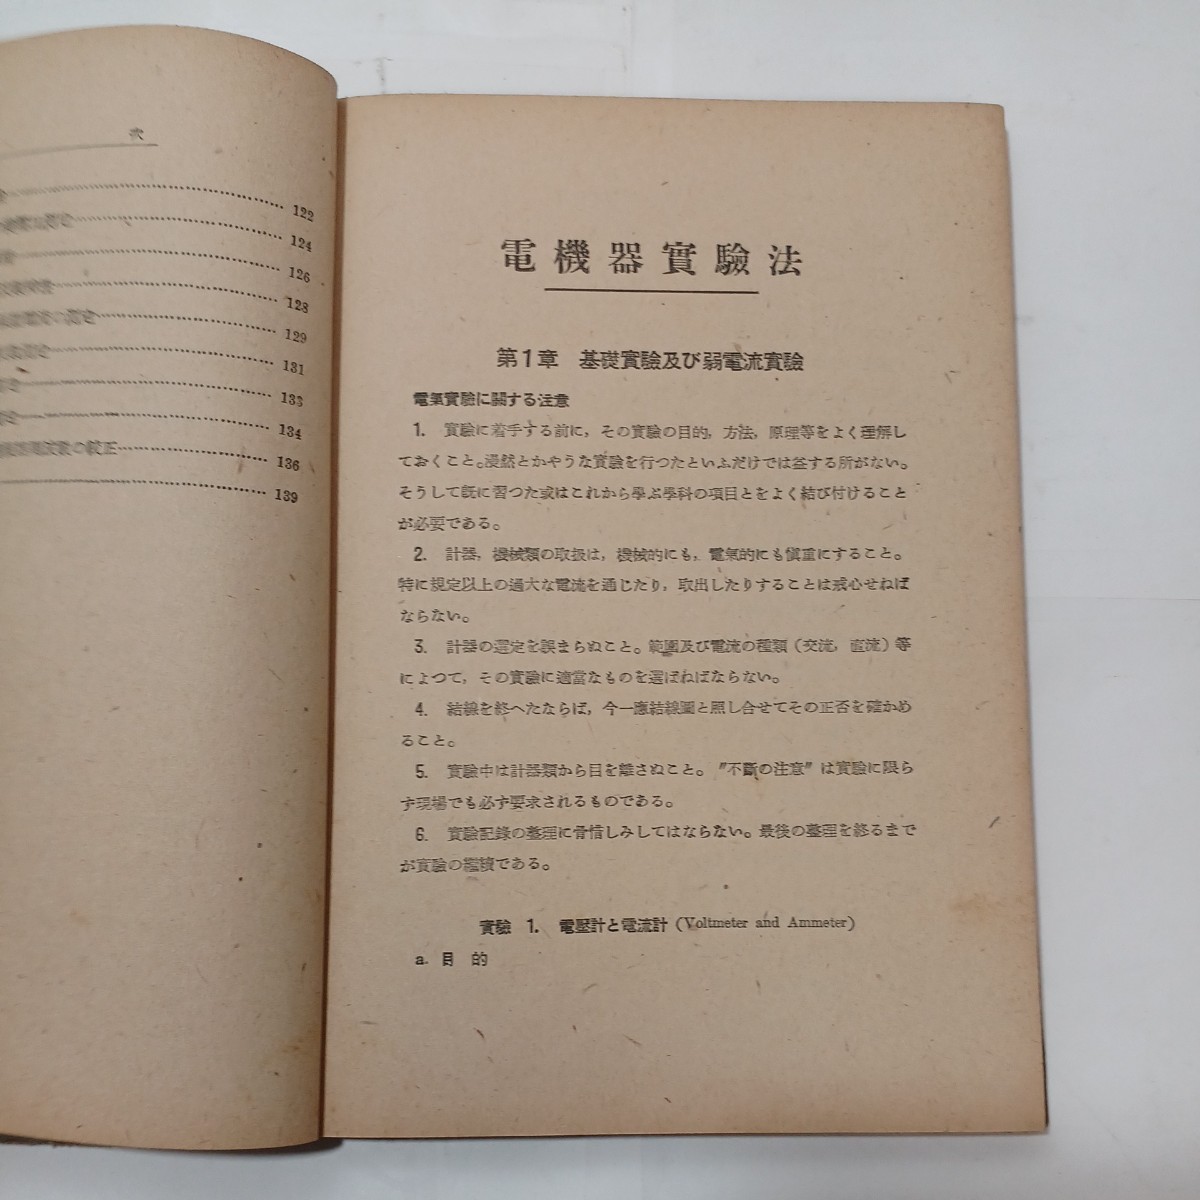 次
122
124
126
128
129
131
133
134
の較正 136
139
電機器實驗法
第1章 基礎實驗及び弱電流實驗
電氣實驗に關する注意
1. 實驗に着手する前に，その實驗の目的，方法，原理等をよく理解し
ておくこと。漫然とかやうな實驗を行つたといふだけでは益する所がない。
そうして既に習つた或はこれから學ぶ學科の項目とをよく結び付けること
が必要である。
2. 計器，機械類の取扱は，機械的にも，電氣的にも愼重にすること。
特に規定以上の過大な電流を通じたり，取出したりすることは戒心せねば
ならない。
3. 計器の選定を誤まらぬこと。範圍及び電流の種類（交流，直流）等
によつて，その實驗に適當なものを選ばねばならない。
4. 結線を終へたならば，今一應結線圖と照し合せてその正否を確かめ
ること。
5. 實驗中は計器類から目を離さぬこと。"不斷の注意"は實驗に限ら
ず現場でも必ず要求されるものである。
6. 實驗記錄の整理に骨惜しみしてはならない。最後の整理を終るまで
が實驗の繼續である。
實驗 1. 電壓計と電流計 (Voltmeter and Ammeter)
a. 目 的